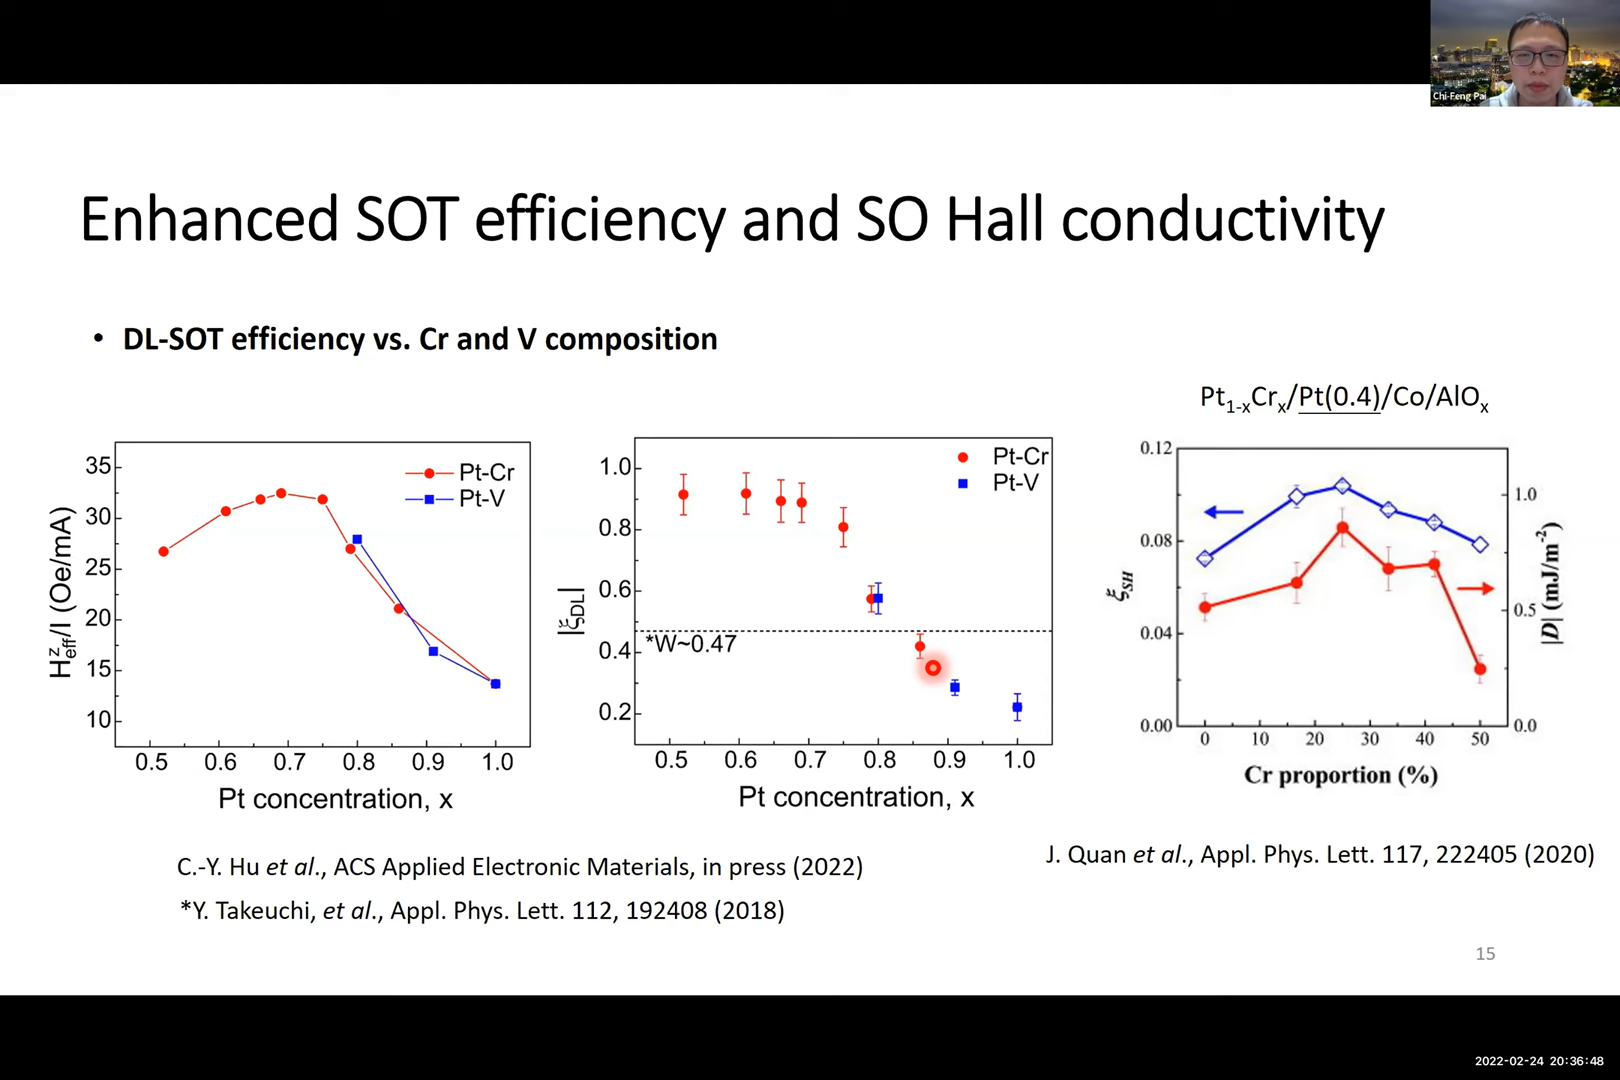 Chi-Feng Pai
Enhanced SOT efficiency and SO Hall conductivity
• DL-SOT efficiency vs. Cr and V composition
Pt1-xCrx/Pt(0.4)/Co/AlOx
35
30
25
20
15
10
Hzeff/I (Oe/mA)
Pt-Cr
Pt-V
0.5 0.6 0.7 0.8 0.9 1.0
Pt concentration, x
1.0
0.8
0.6
0.4
0.2
|ξDL|
Pt-Cr
Pt-V
*W~0.47
0.5 0.6 0.7 0.8 0.9 1.0
Pt concentration, x
0.12
0.08
0.04
0.00
ξSH
1.0
0.5
0.0
|D| (mJ/m-2)
0 10 20 30 40 50
Cr proportion (%)
C.-Y. Hu et al., ACS Applied Electronic Materials, in press (2022)
*Y. Takeuchi, et al., Appl. Phys. Lett. 112, 192408 (2018)
J. Quan et al., Appl. Phys. Lett. 117, 222405 (2020)
15
2022-02-24 20:36:48